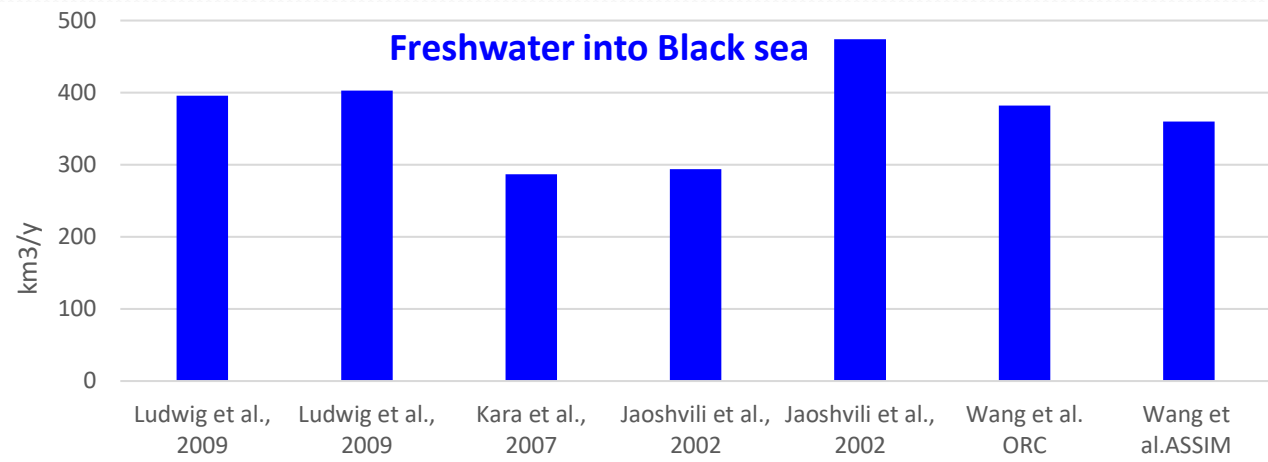 Freshwater into Black sea
500
400
300
200
100
0
km3/y
Ludwig et al.,
2009
Ludwig et al.,
2009
Kara et al.,
2007
Jaoshvili et al.,
2002
Jaoshvili et al.,
2002
Wang et al.
ORC
Wang et
al.ASSIM